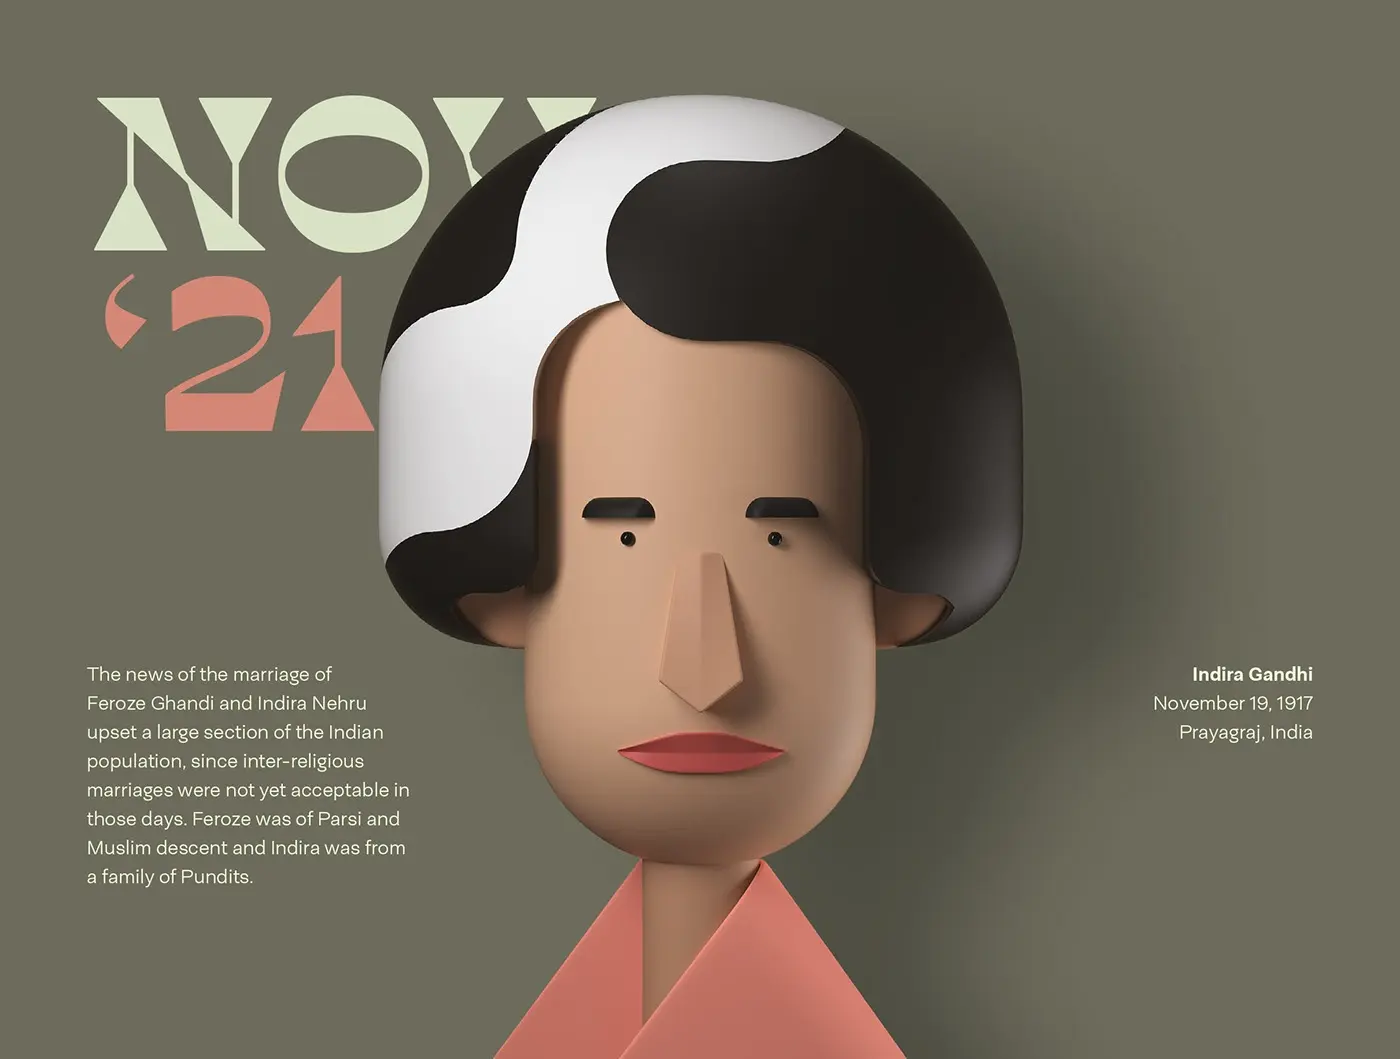 NOV
‘21
The news of the marriage of
Feroze Ghandi and Indira Nehru
upset a large section of the Indian
population, since inter-religious
marriages were not yet acceptable in
those days. Feroze was of Parsi and
Muslim descent and Indira was from
a family of Pundits.
Indira Gandhi
November 19, 1917
Prayagraj, India